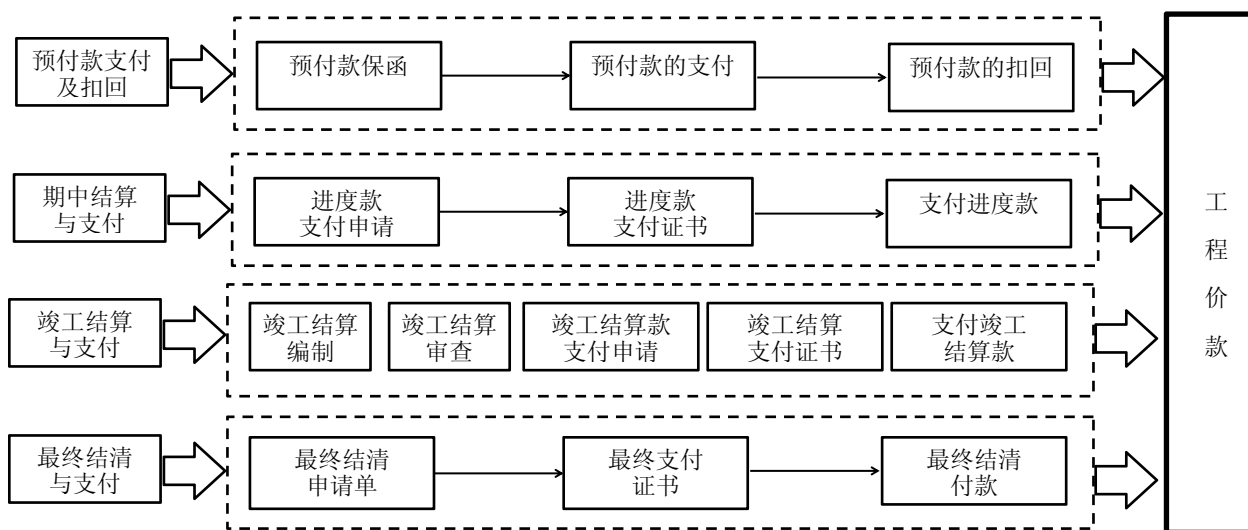 预付款支付
及扣回
预付款保函
预付款的支付
预付款的扣回
期中结算
与支付
进度款
支付申请
进度款
支付证书
支付进度款
竣工结算
与支付
竣工结算
编制
竣工结算
审查
竣工结算款
支付申请
竣工结算
支付证书
支付竣工
结算款
最终结清
与支付
最终结清
申请单
最终支付
证书
最终结清
付款
工
程
价
款